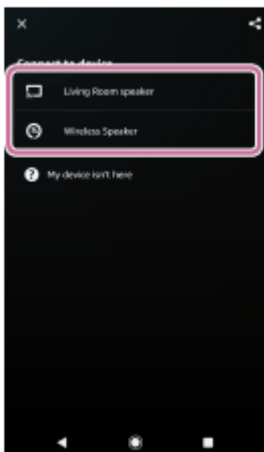 Connect to device
Living Room speaker
Wireless Speaker
My device isn't here